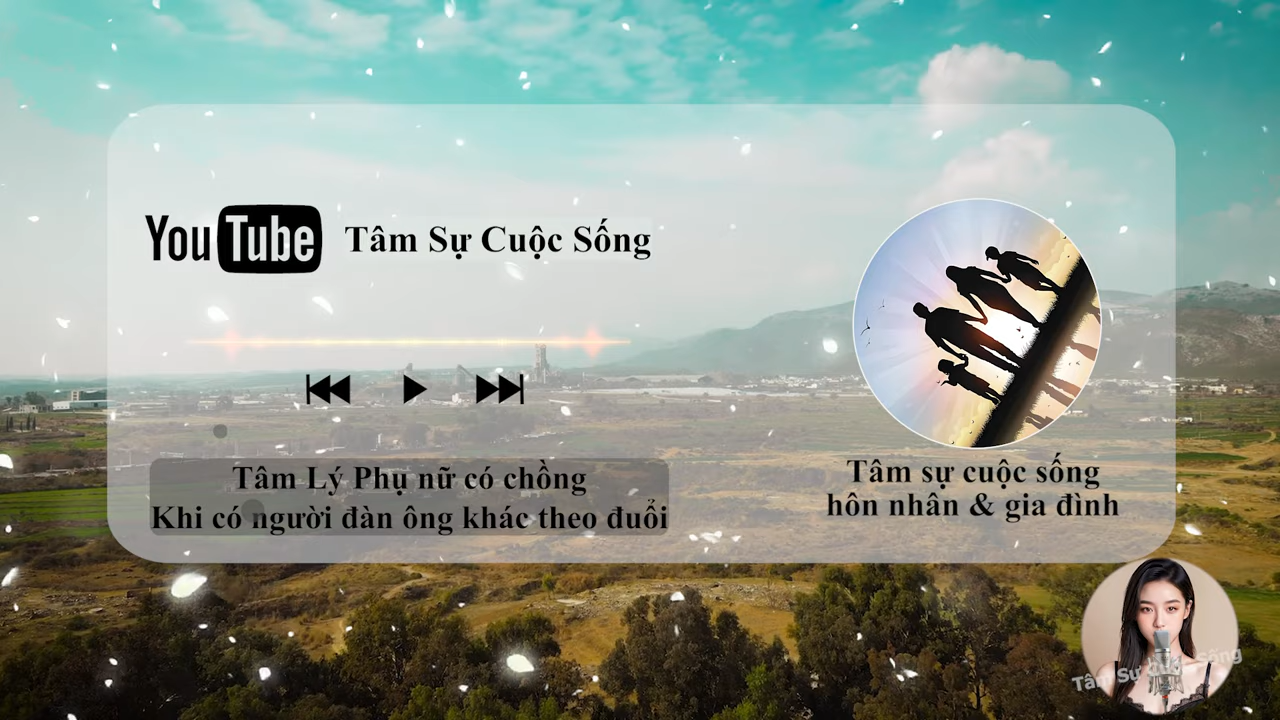 YouTube Tâm Sự Cuộc Sống
Tâm Lý Phụ nữ có chồng
Khi có người đàn ông khác theo đuổi
Tâm sự cuộc sống
hôn nhân & gia đình
Tâm Sự Cuộc Sống